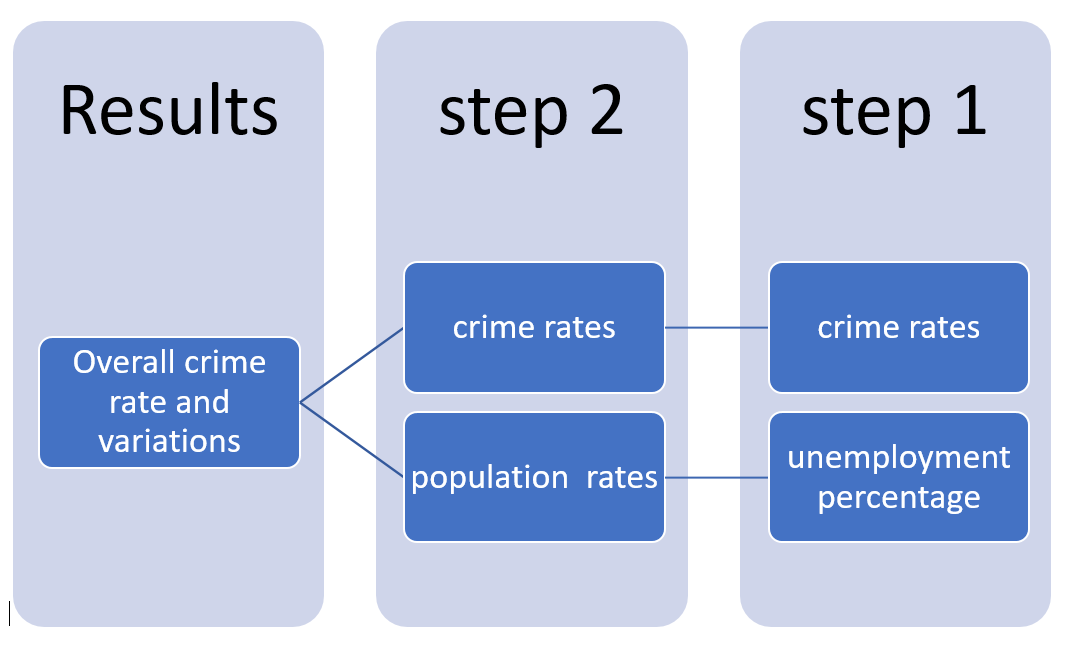 Results
step 2
step 1
Overall crime
rate and
variations
crime rates
population  rates
crime rates
unemployment
percentage